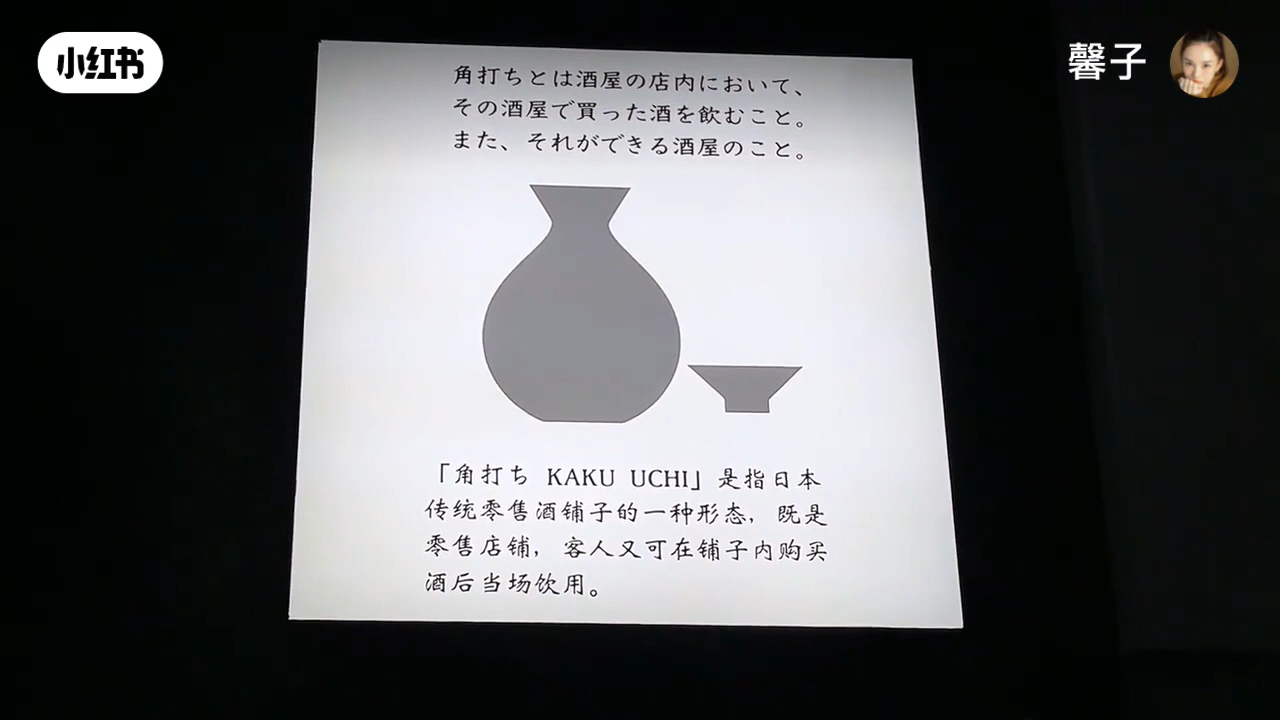 小红书
馨子
角打ちとは酒屋の店内において、
その酒屋で買った酒を飲むこと。
また、それができる酒屋のこと。
「角打ち KAKU UCHI」是指日本
传统零售酒铺子的一种形态，既是
零售店铺，客人又可在铺子内购买
酒后当场饮用。